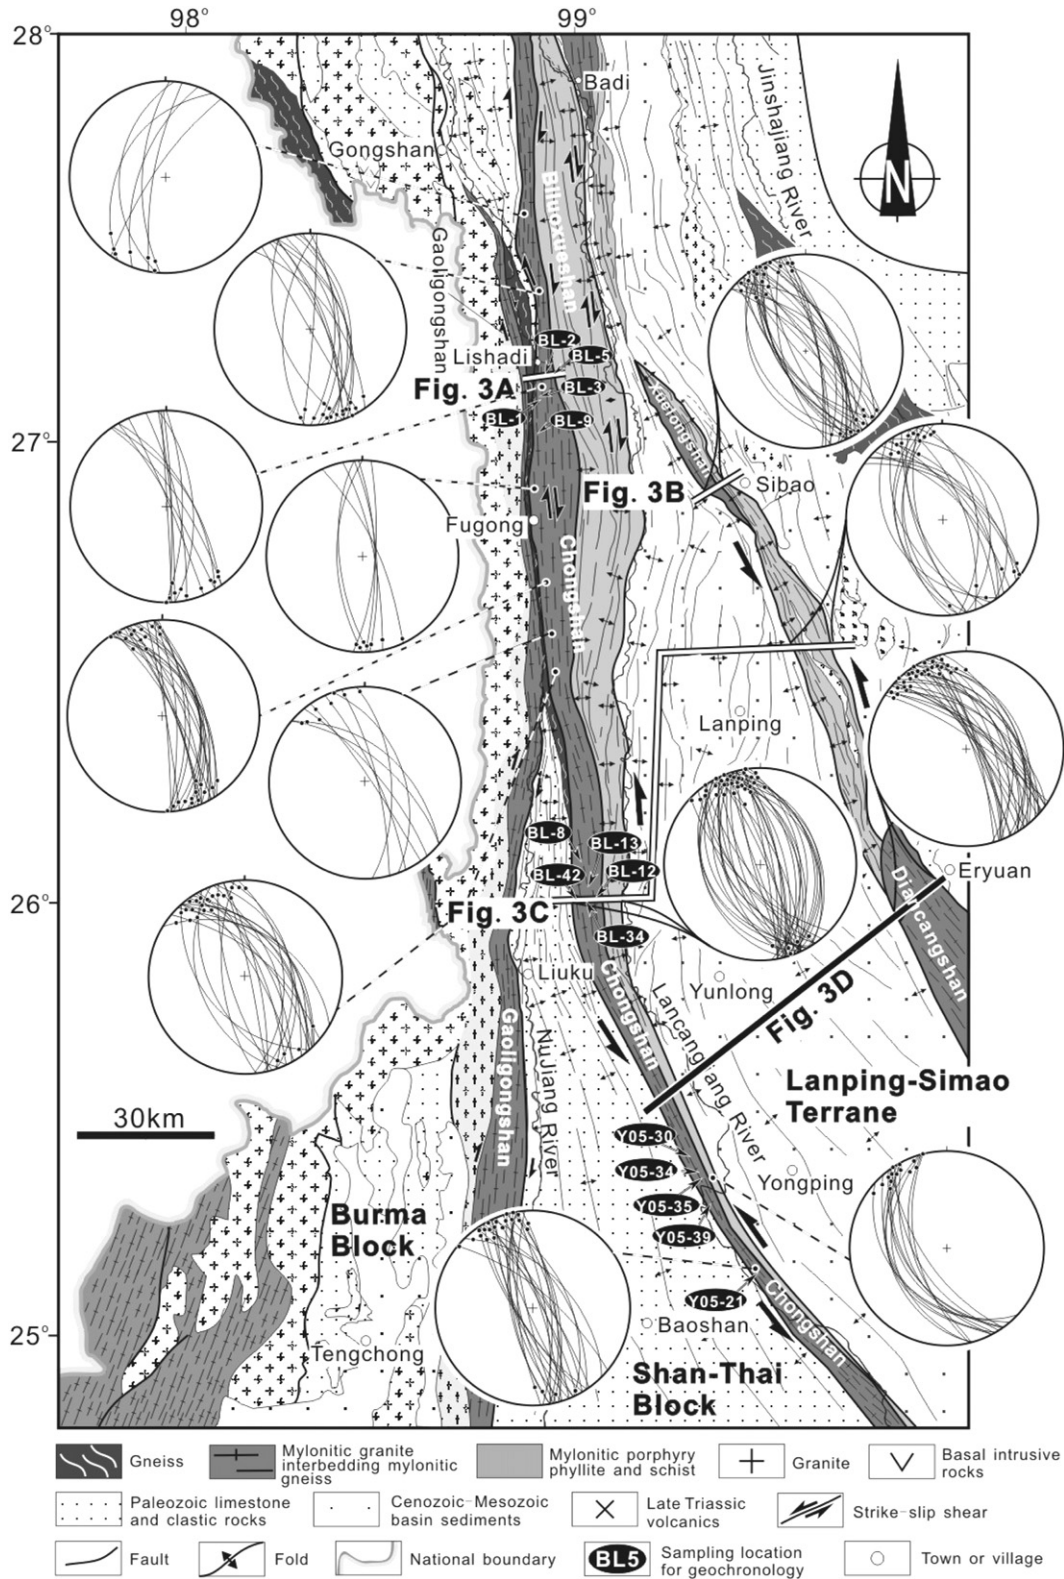 98° 99°
28°
Badi
Jinshajiang River
N
Gongshan
Gaoligongshan
Biluoxueshan
Lishadi
BL-2
BL-5
Fig. 3A
BL-3
BL-1
BL-9
Xuelongshan
27°
Fig. 3B
Sibao
Fugong
Chongshan
Lanping
BL-8
BL-13
BL-42
BL-12
Diancangshan
Eryuan
26°
Fig. 3C
BL-34
Liuku
Chongshan
Yunlong
Fig. 3D
Gaoligongshan
NuJiang River
Lancangjiang River
Lanping-Simao
Terrane
30km
Y05-30
Y05-34
Yongping
Y05-35
Y05-39
Burma
Block
Y05-21
Chongshan
Baoshan
25°
Tengchong
Shan-Thai
Block
Gneiss
Mylonitic granite
interbedding mylonitic
gneiss
Mylonitic porphyry
phyllite and schist
Granite
Basal intrusive
rocks
Paleozoic limestone
and clastic rocks
Cenozoic-Mesozoic
basin sediments
Late Triassic
volcanics
Strike-slip shear
Fault
Fold
National boundary
BL5
Sampling location
for geochronology
Town or village